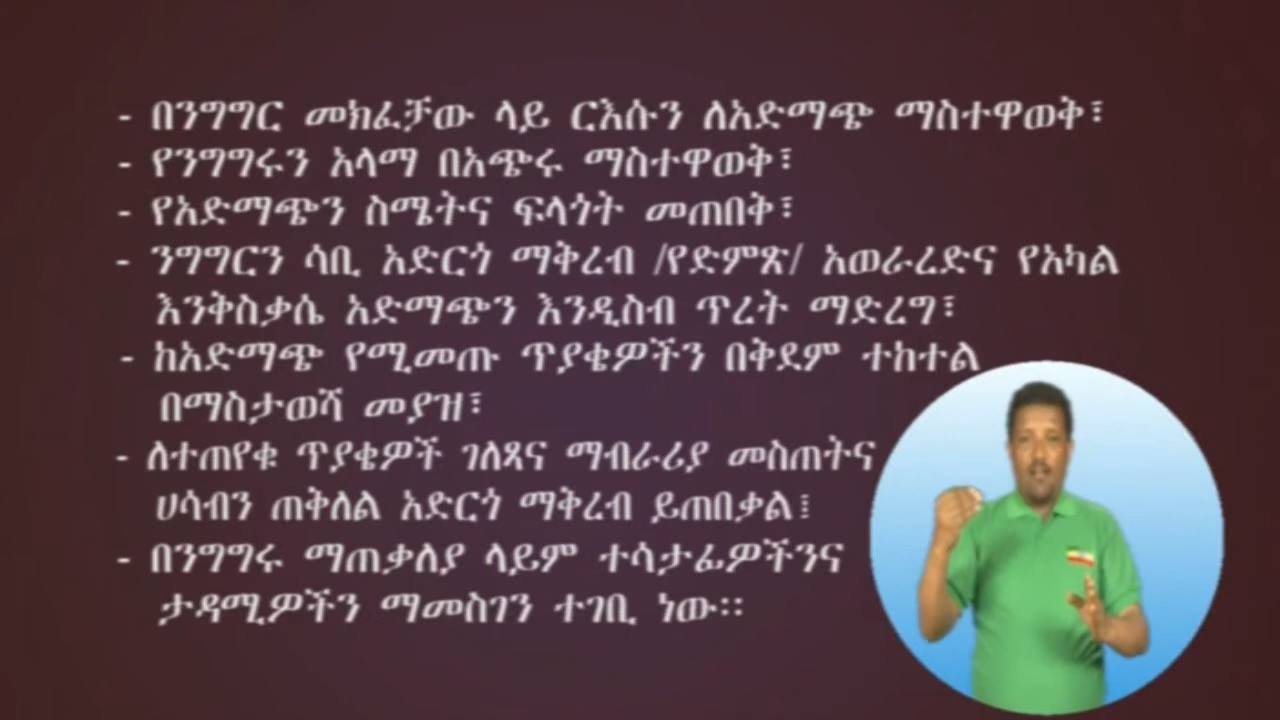 - በንግግር መክፈቻው ላይ ርእሱን ለአድማጭ ማስተዋወቅ፣
- የንግግሩን አላማ በአጭሩ ማስተዋወቅ፣
- የአድማጭን ስሜትና ፍላጎት መጠበቅ፣
- ንግግርን ሳቢ አድርጎ ማቅረብ /የድምጽ/ አወራረድና የአካል
እንቅስቃሴ አድማጭን እንዲስብ ጥረት ማድረግ፣
- ከአድማጭ የሚመጡ ጥያቄዎችን በቅደም ተከተል
በማስታወሻ መያዝ፣
- ለተጠየቁ ጥያቄዎች ገለጻና ማብራሪያ መስጠትና
ሀሳብን ጠቅለል አድርጎ ማቅረብ ይጠበቃል፤
- በንግግሩ ማጠቃለያ ላይም ተሳታፊዎችንና
ታዳሚዎችን ማመስገን ተገቢ ነው።